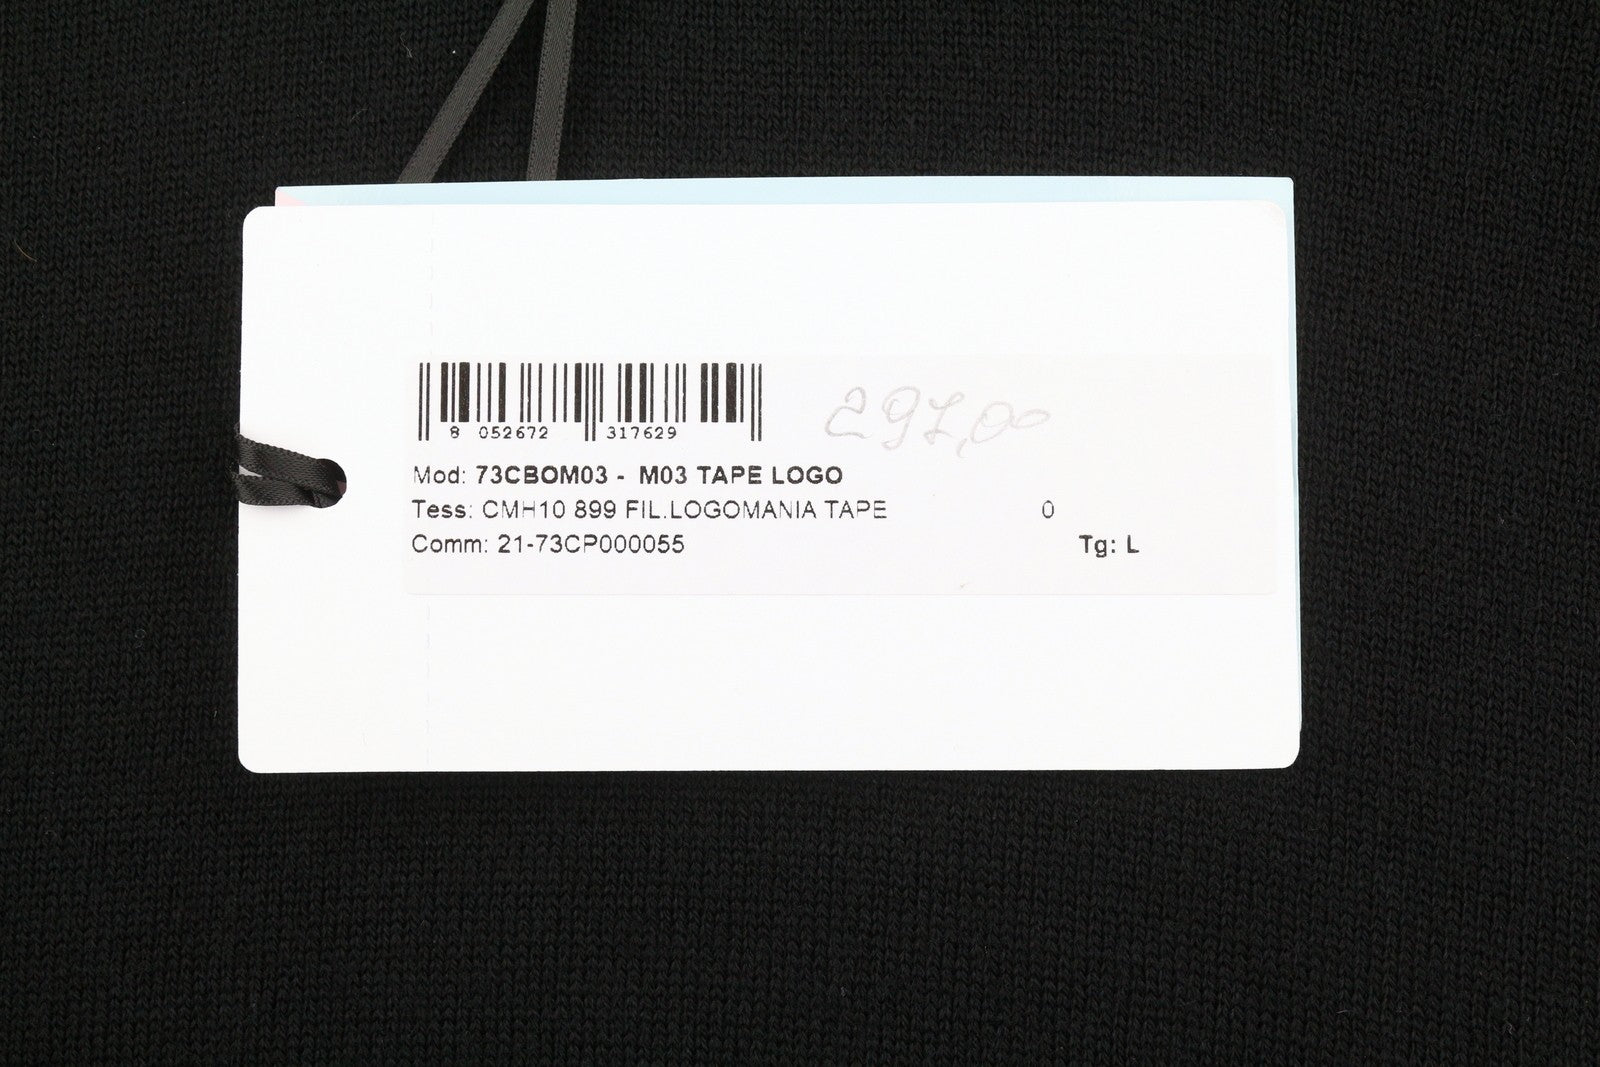 8 052672 317629
297,00
Mod: 73CBOM03 - M03 TAPE LOGO
Tess: CMH10 899 FIL.LOGOMANIA TAPE 0
Comm: 21-73CP000055 Tg: L